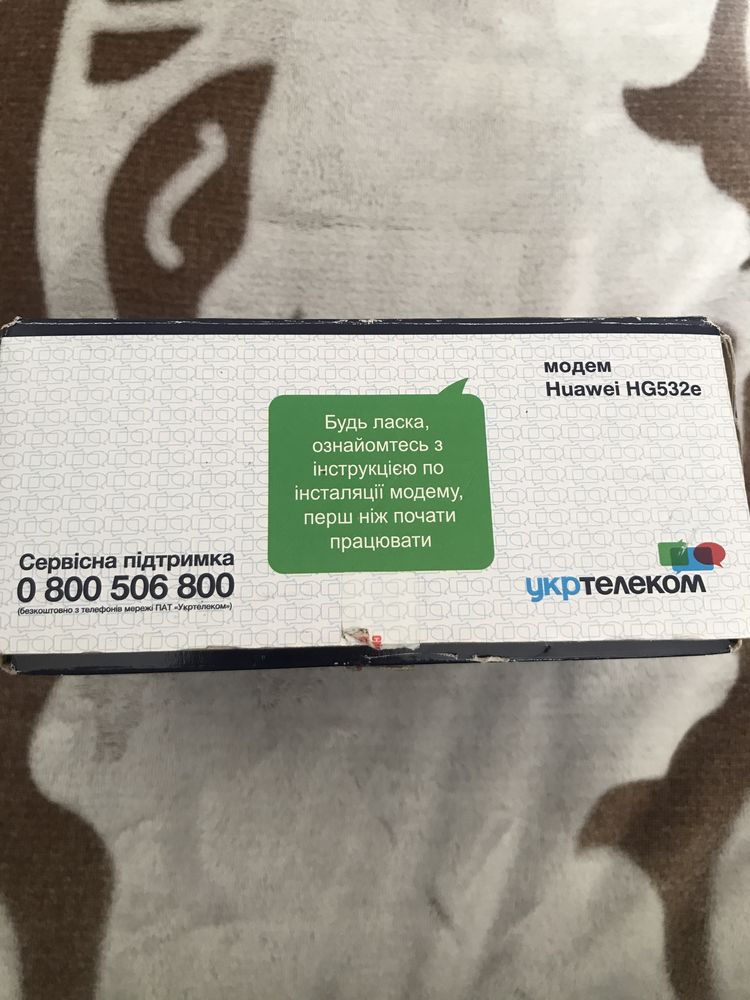 модем
Huawei HG532e
Будь ласка,
ознайомтесь з
інструкцією по
інсталяції модему,
перш ніж почати
працювати
Сервісна підтримка
0 800 506 800
(безкоштовно з телефонів мережі ПАТ «Укртелеком»)
укртелеком